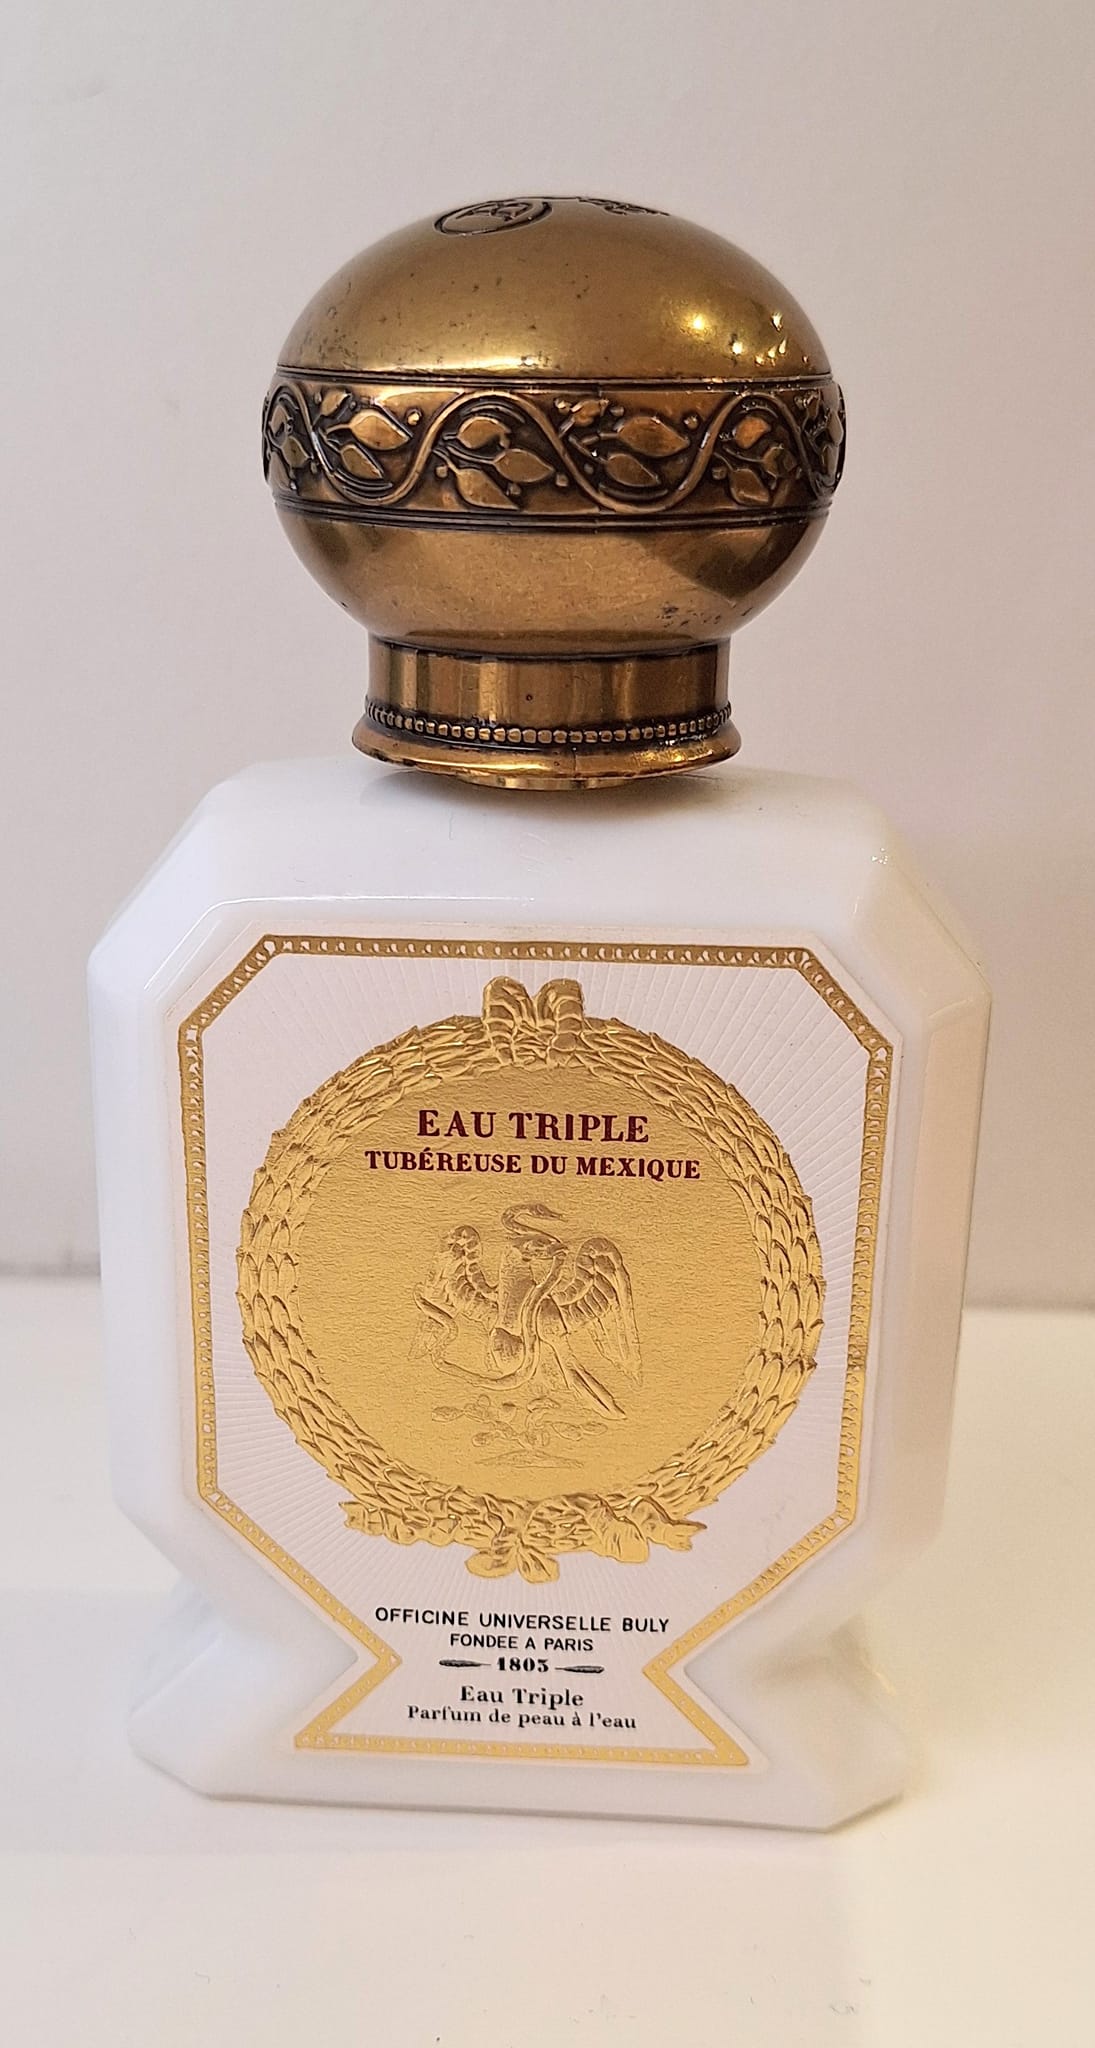 EAU TRIPLE
TUBÉREUSE DU MEXIQUE
OFFICINE UNIVERSELLE BULY
FONDEE A PARIS
1803
Eau Triple
Parfum de peau à l'eau